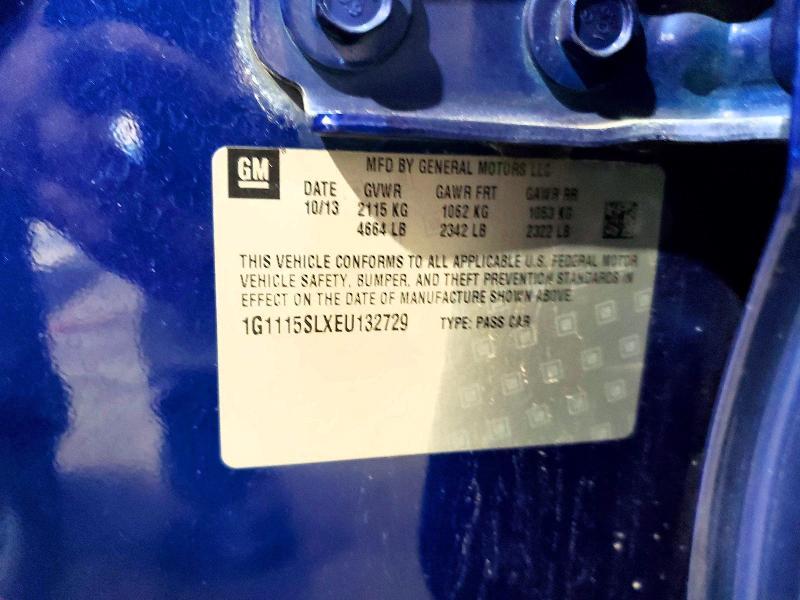 GM
MFD BY GENERAL MOTORS LLC
DATE GVWR GAWR FRT GAWR RR
10/13 2115 KG 1062 KG 1053 KG
4664 LB 2342 LB 2322 LB
THIS VEHICLE CONFORMS TO ALL APPLICABLE U.S. FEDERAL MOTOR
VEHICLE SAFETY, BUMPER, AND THEFT PREVENTION STANDARDS IN
EFFECT ON THE DATE OF MANUFACTURE SHOWN ABOVE.
1G1115SLXEU132729 TYPE: PASS CAR